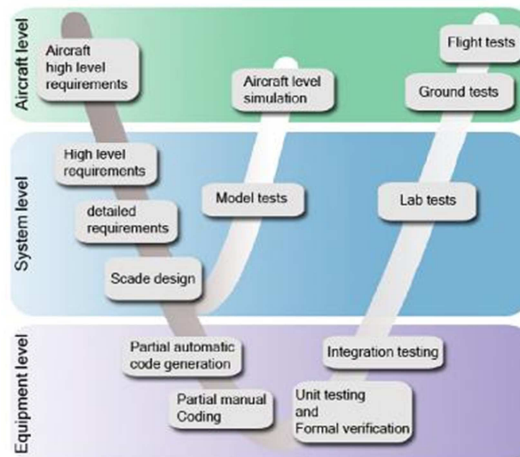 Aircraft level
Aircraft
high level
requirements
Aircraft level
simulation
Flight tests
Ground tests
System level
High level
requirements
detailed
requirements
Scade design
Model tests
Lab tests
Equipment level
Partial automatic
code generation
Partial manual
Coding
Integration testing
Unit testing
and
Formal verification